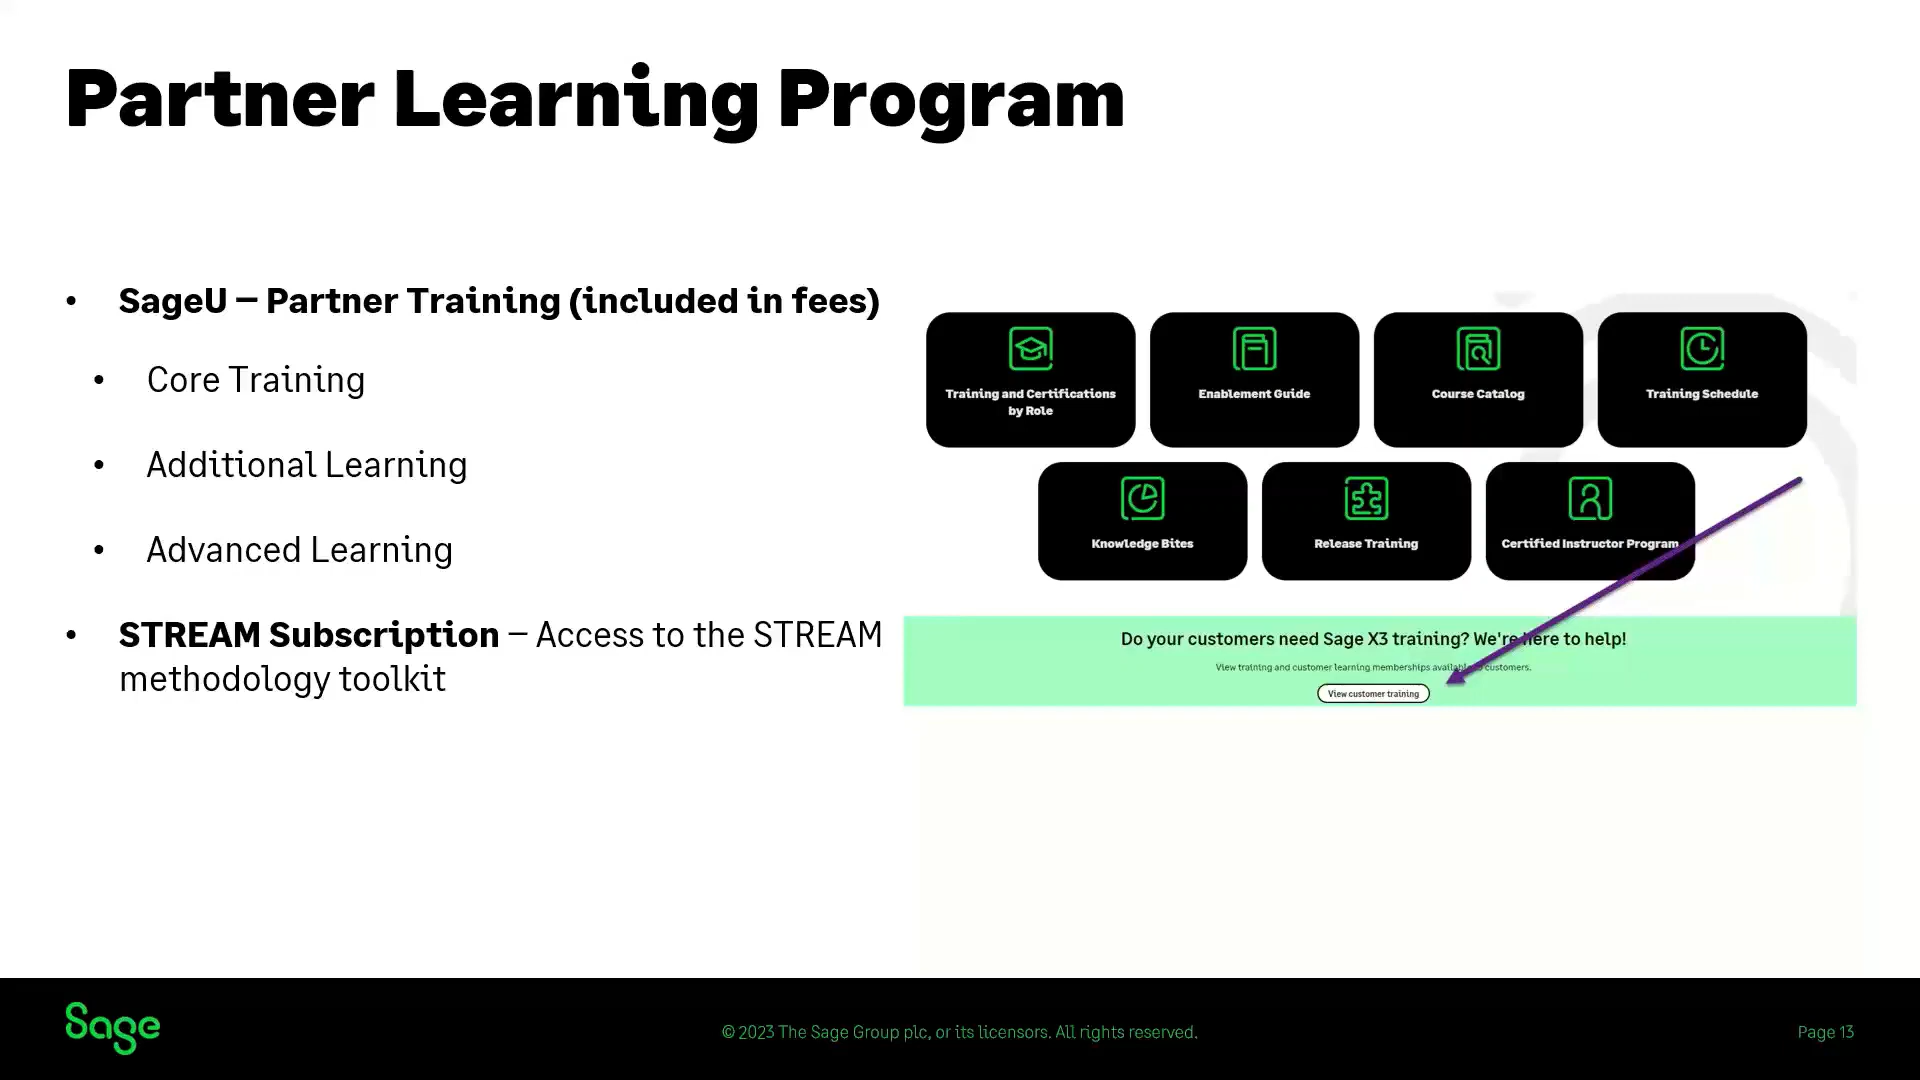 Partner Learning Program
• SageU – Partner Training (included in fees)
• Core Training
• Additional Learning
• Advanced Learning
• STREAM Subscription – Access to the STREAM
methodology toolkit
Training and Certifications
by Role
Enablement Guide
Course Catalog
Training Schedule
Knowledge Bites
Release Training
Certified Instructor Program
Do your customers need Sage X3 training? We're here to help!
View training and customer learning memberships customers.
View customer training
Sage
© 2023 The Sage Group plc, or its licensors. All rights reserved.
Page 13